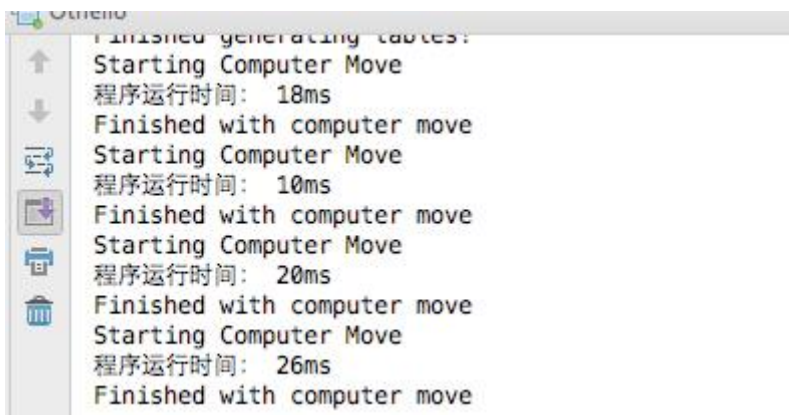 Othello
Finished generating tables!
Starting Computer Move
程序运行时间： 18ms
Finished with computer move
Starting Computer Move
程序运行时间： 10ms
Finished with computer move
Starting Computer Move
程序运行时间： 20ms
Finished with computer move
Starting Computer Move
程序运行时间： 26ms
Finished with computer move